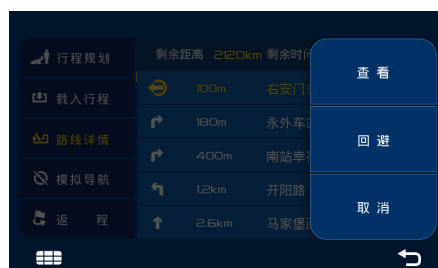 行程规划
载入行程
路线详情
模拟导航
返 程
剩余距离 2120km 剩余时间
100m 右安门
180m 永外车
400m 南站幸
1.2km 开阳路
2.6km 马家堡
查看
回避
取消